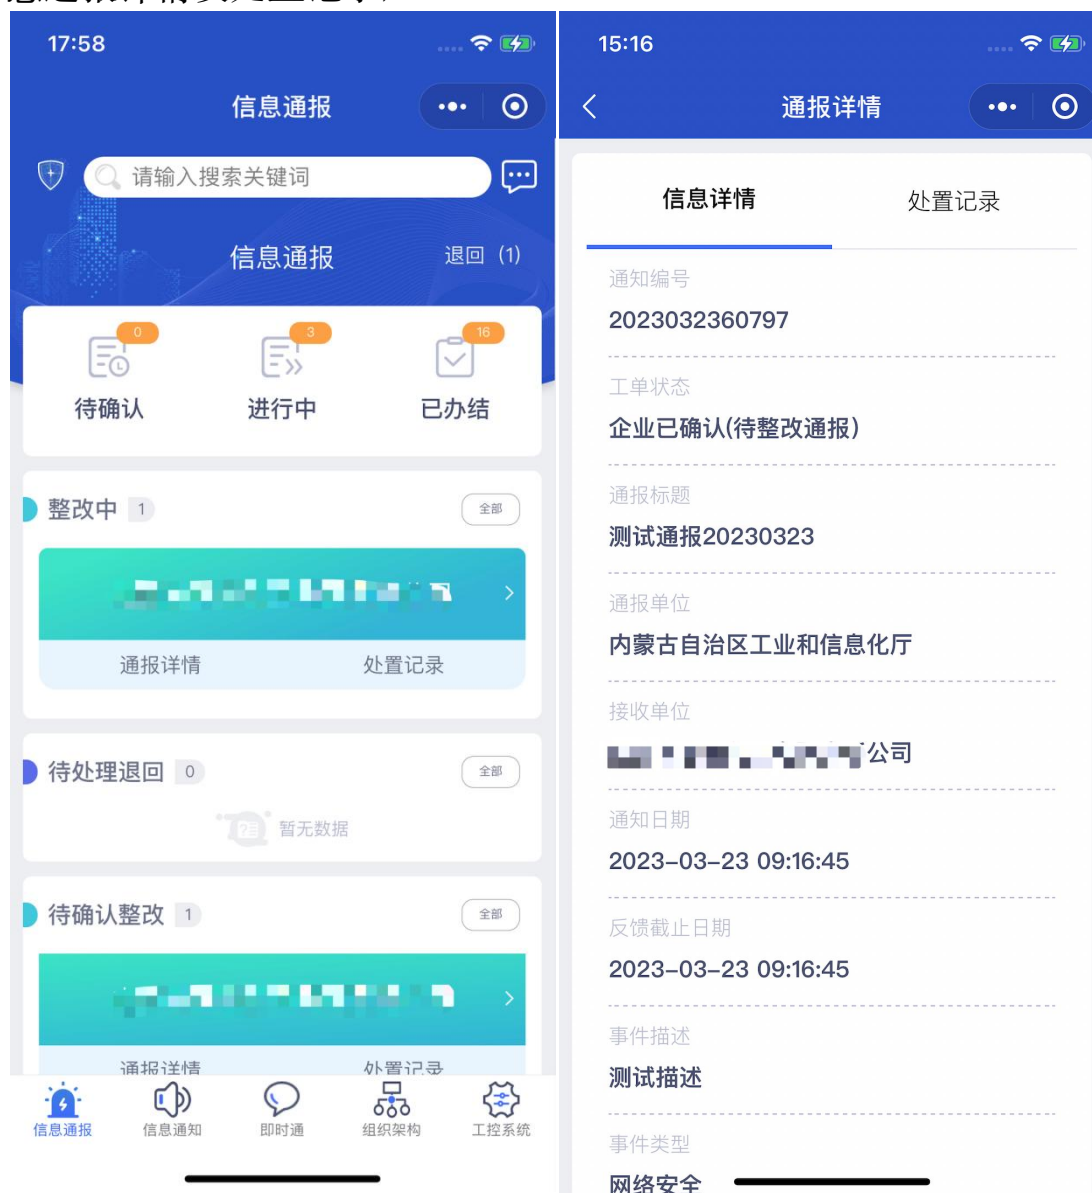 17:58
信息通报
请输入搜索关键词
信息通报
退回 (1)
0
3
16
待确认
进行中
已办结
整改中 1
全部
通报详情
处置记录
待处理退回 0
全部
暂无数据
待确认整改 1
全部
通报详情
处置记录
信息通报
信息通知
即时通
组织架构
工控系统
15:16
通报详情
信息详情
处置记录
通知编号
2023032360797
工单状态
企业已确认(待整改通报)
通报标题
测试通报20230323
通报单位
内蒙古自治区工业和信息化厅
接收单位
公司
通知日期
2023-03-23 09:16:45
反馈截止日期
2023-03-23 09:16:45
事件描述
测试描述
事件类型
网络安全